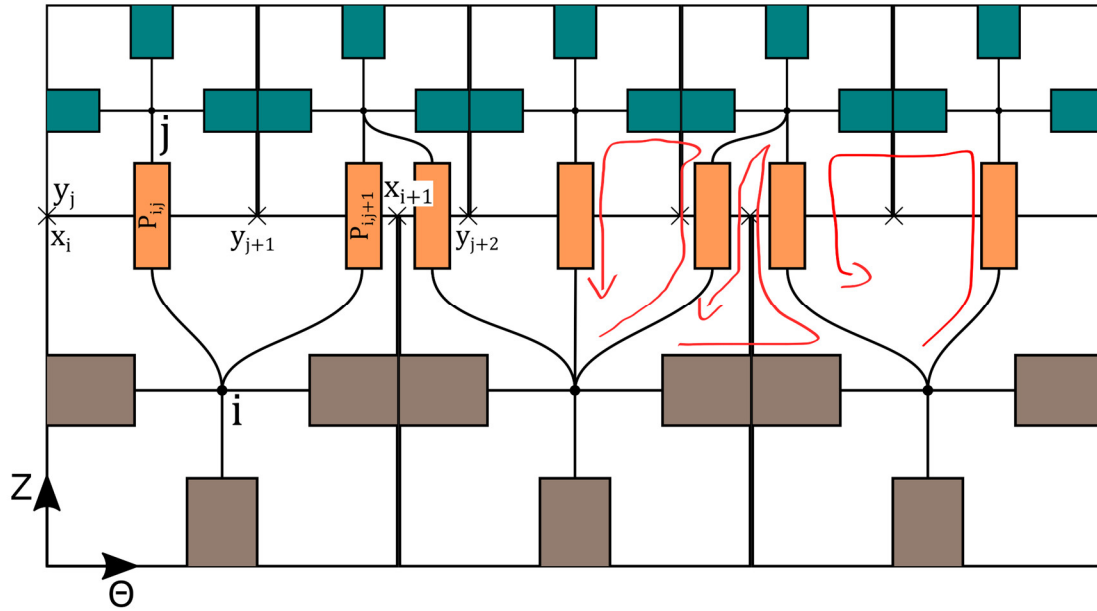 j
y_j
x_i
P_{i,j}
y_{j+1}
P_{i,j+1}
x_{i+1}
y_{j+2}
i
Z
Θ